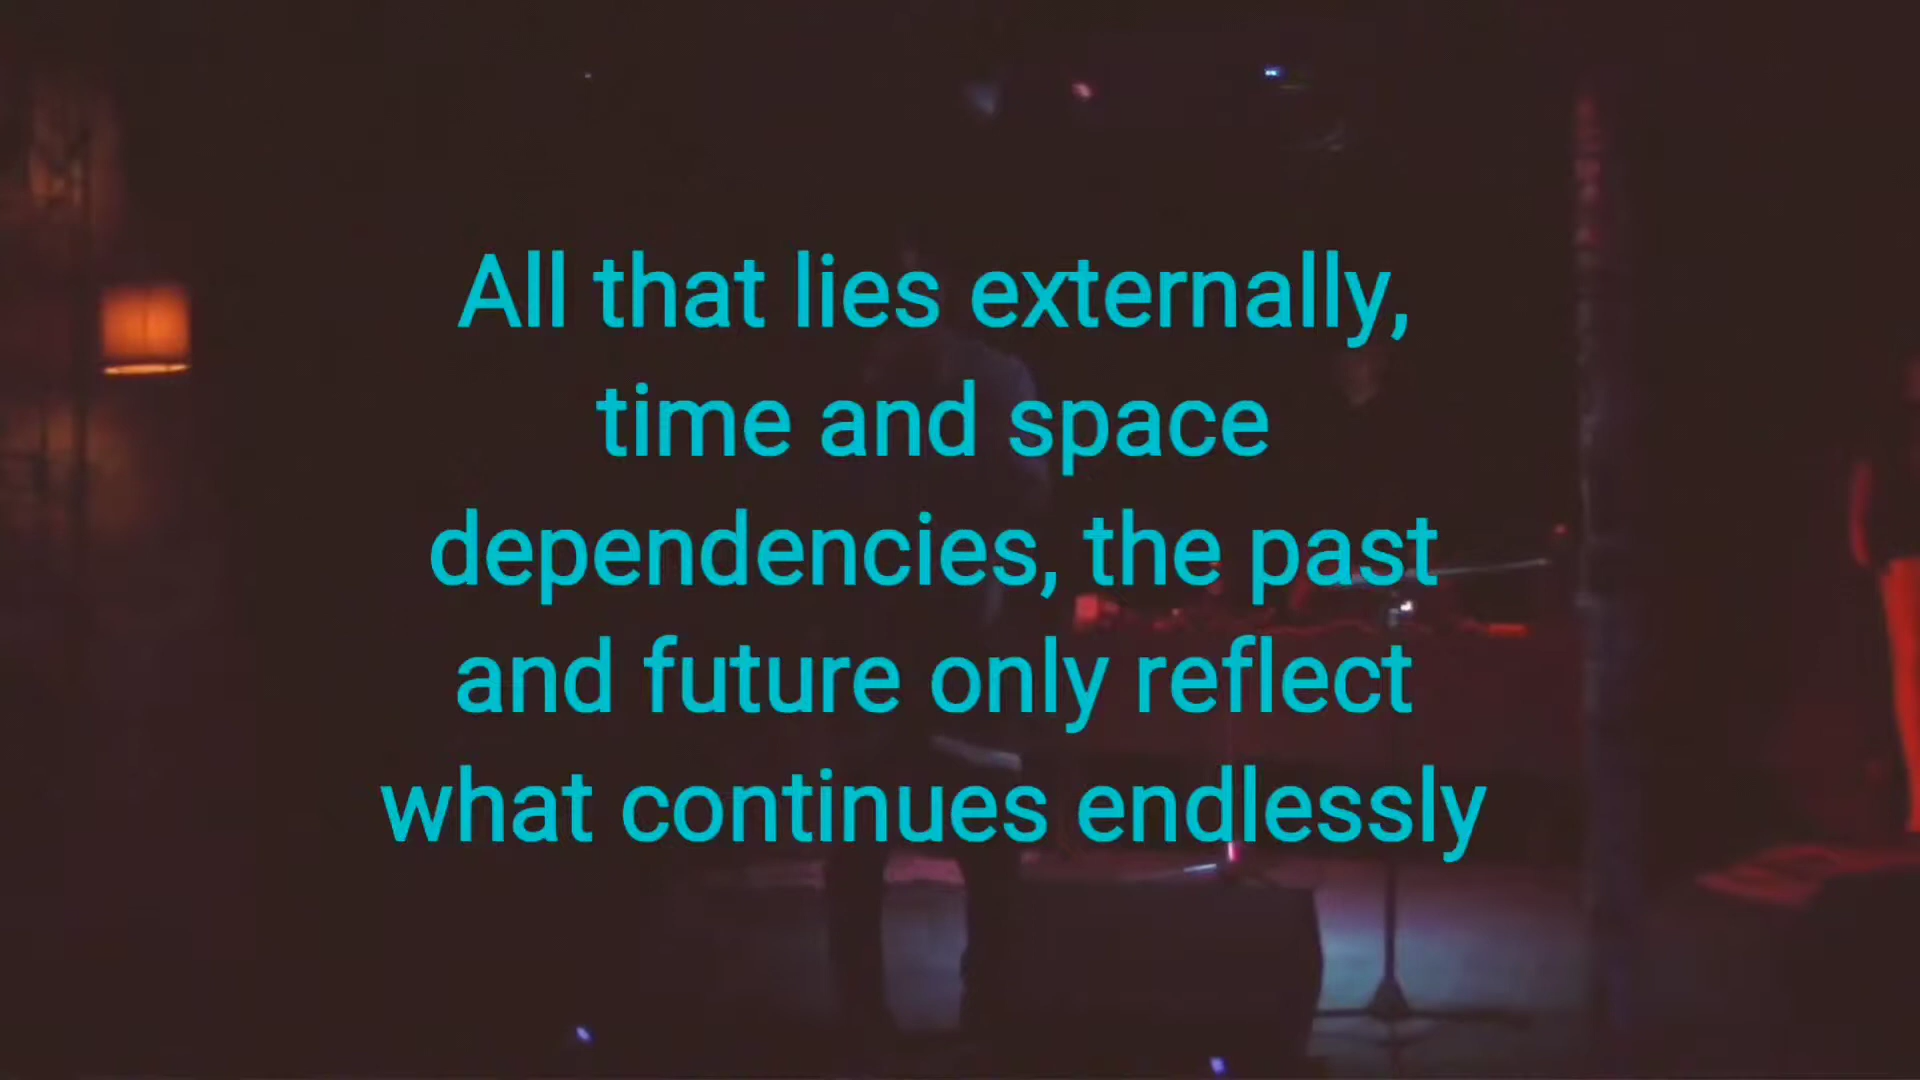 All that lies externally,
time and space
dependencies, the past
and future only reflect
what continues endlessly